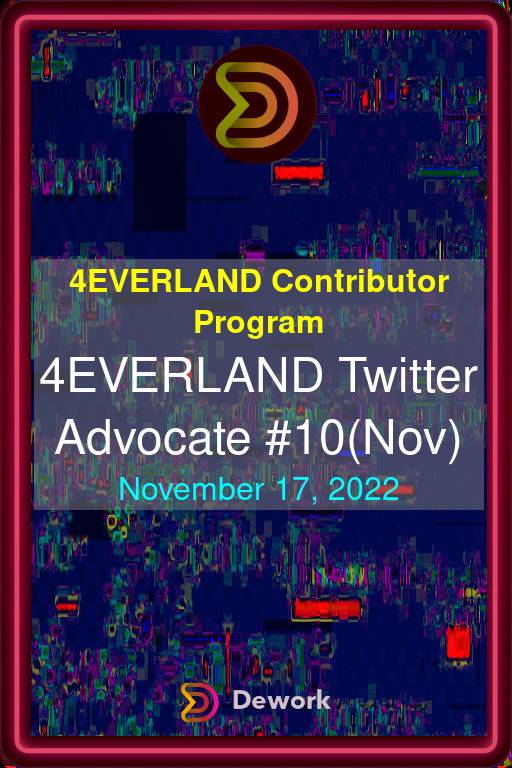 4EVERLAND Contributor
Program
4EVERLAND Twitter
Advocate #10(Nov)
November 17, 2022
Dework